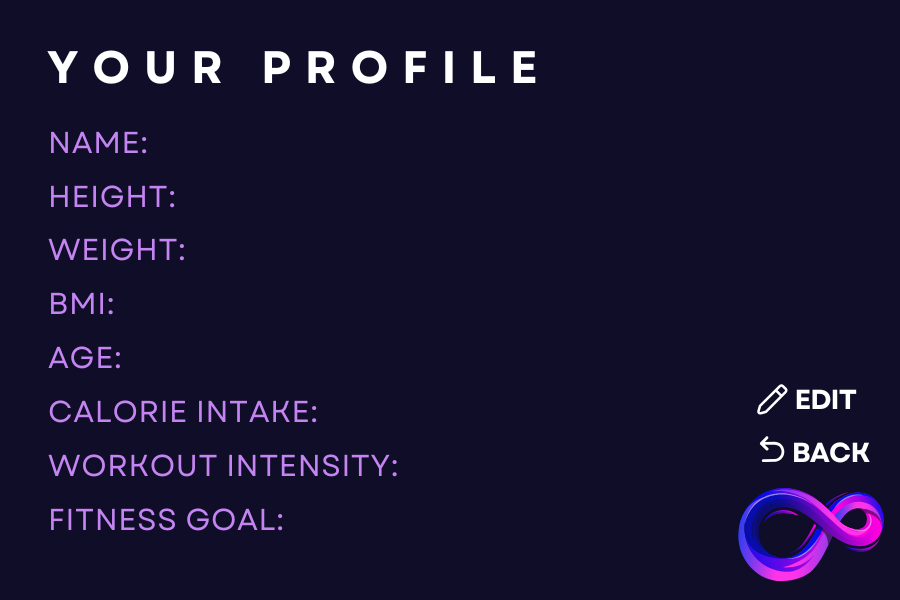 YOUR PROFILE
NAME:
HEIGHT:
WEIGHT:
BMI:
AGE:
CALORIE INTAKE:
WORKOUT INTENSITY:
FITNESS GOAL:
EDIT
BACK